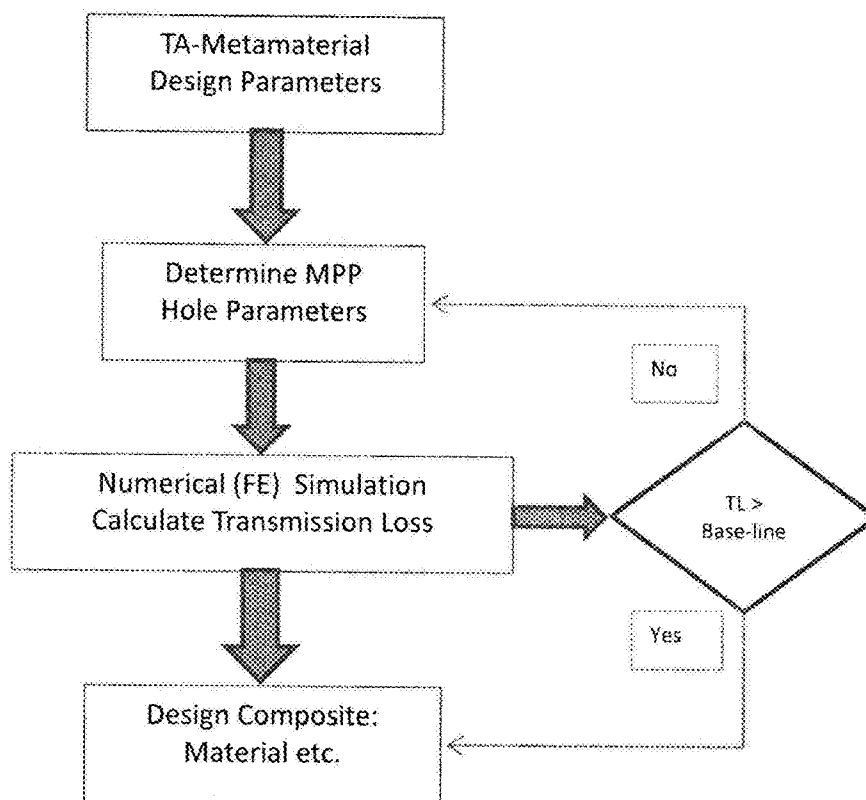 TA-Metamaterial
Design Parameters
Determine MPP
Hole Parameters
No
Numerical (FE) Simulation
Calculate Transmission Loss
TL >
Base-line
Yes
Design Composite:
Material etc.